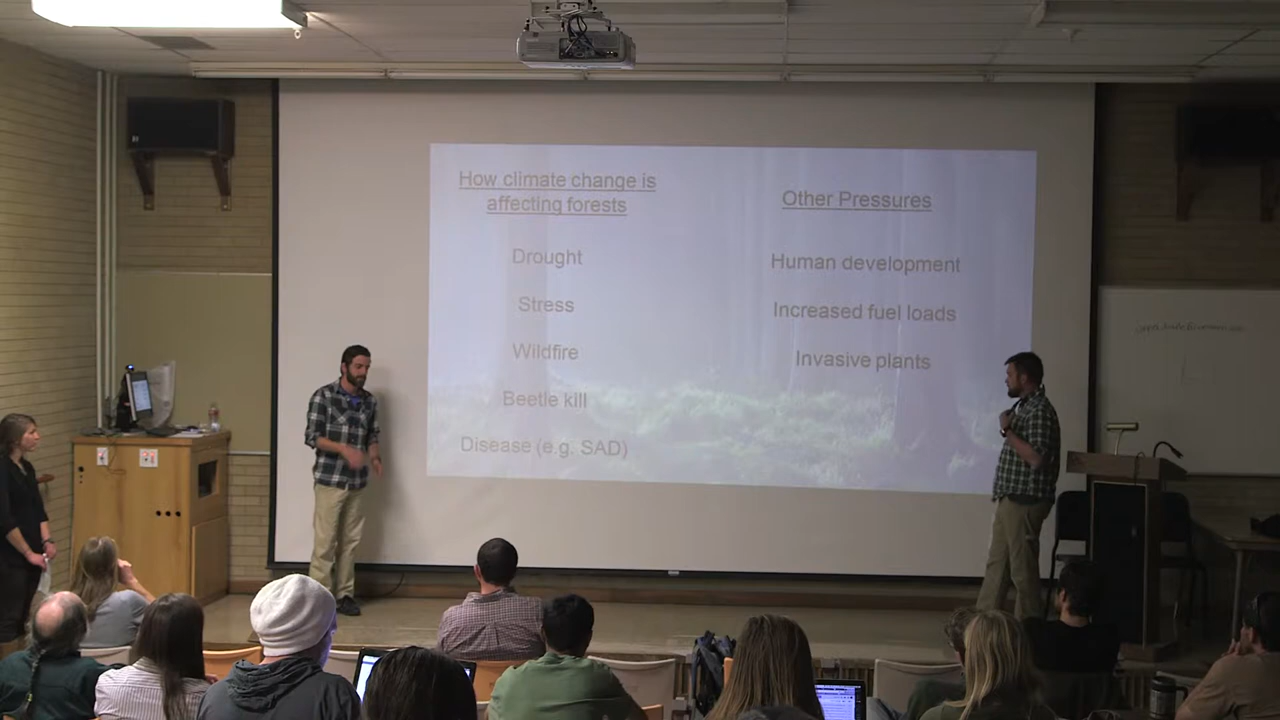 How climate change is
affecting forests
Drought
Stress
Wildfire
Beetle kill
Disease (e.g. SAD)
Other Pressures
Human development
Increased fuel loads
Invasive plants